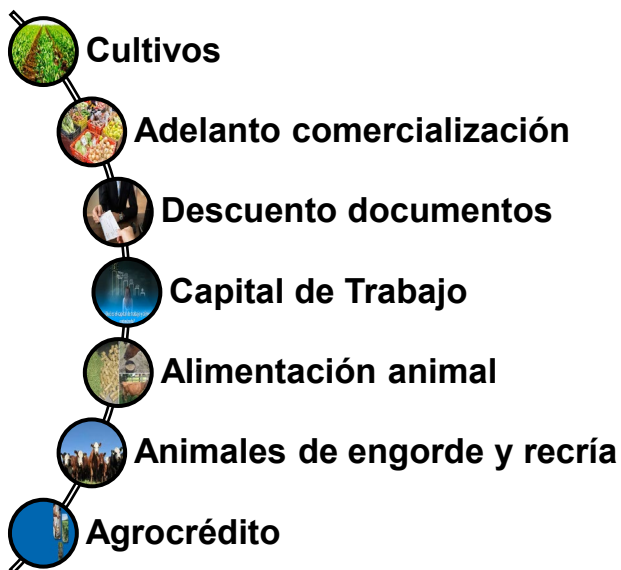 Cultivos
Adelanto comercialización
Descuento documentos
Capital de Trabajo
Alimentación animal
Animales de engorde y recría
Agrocrédito